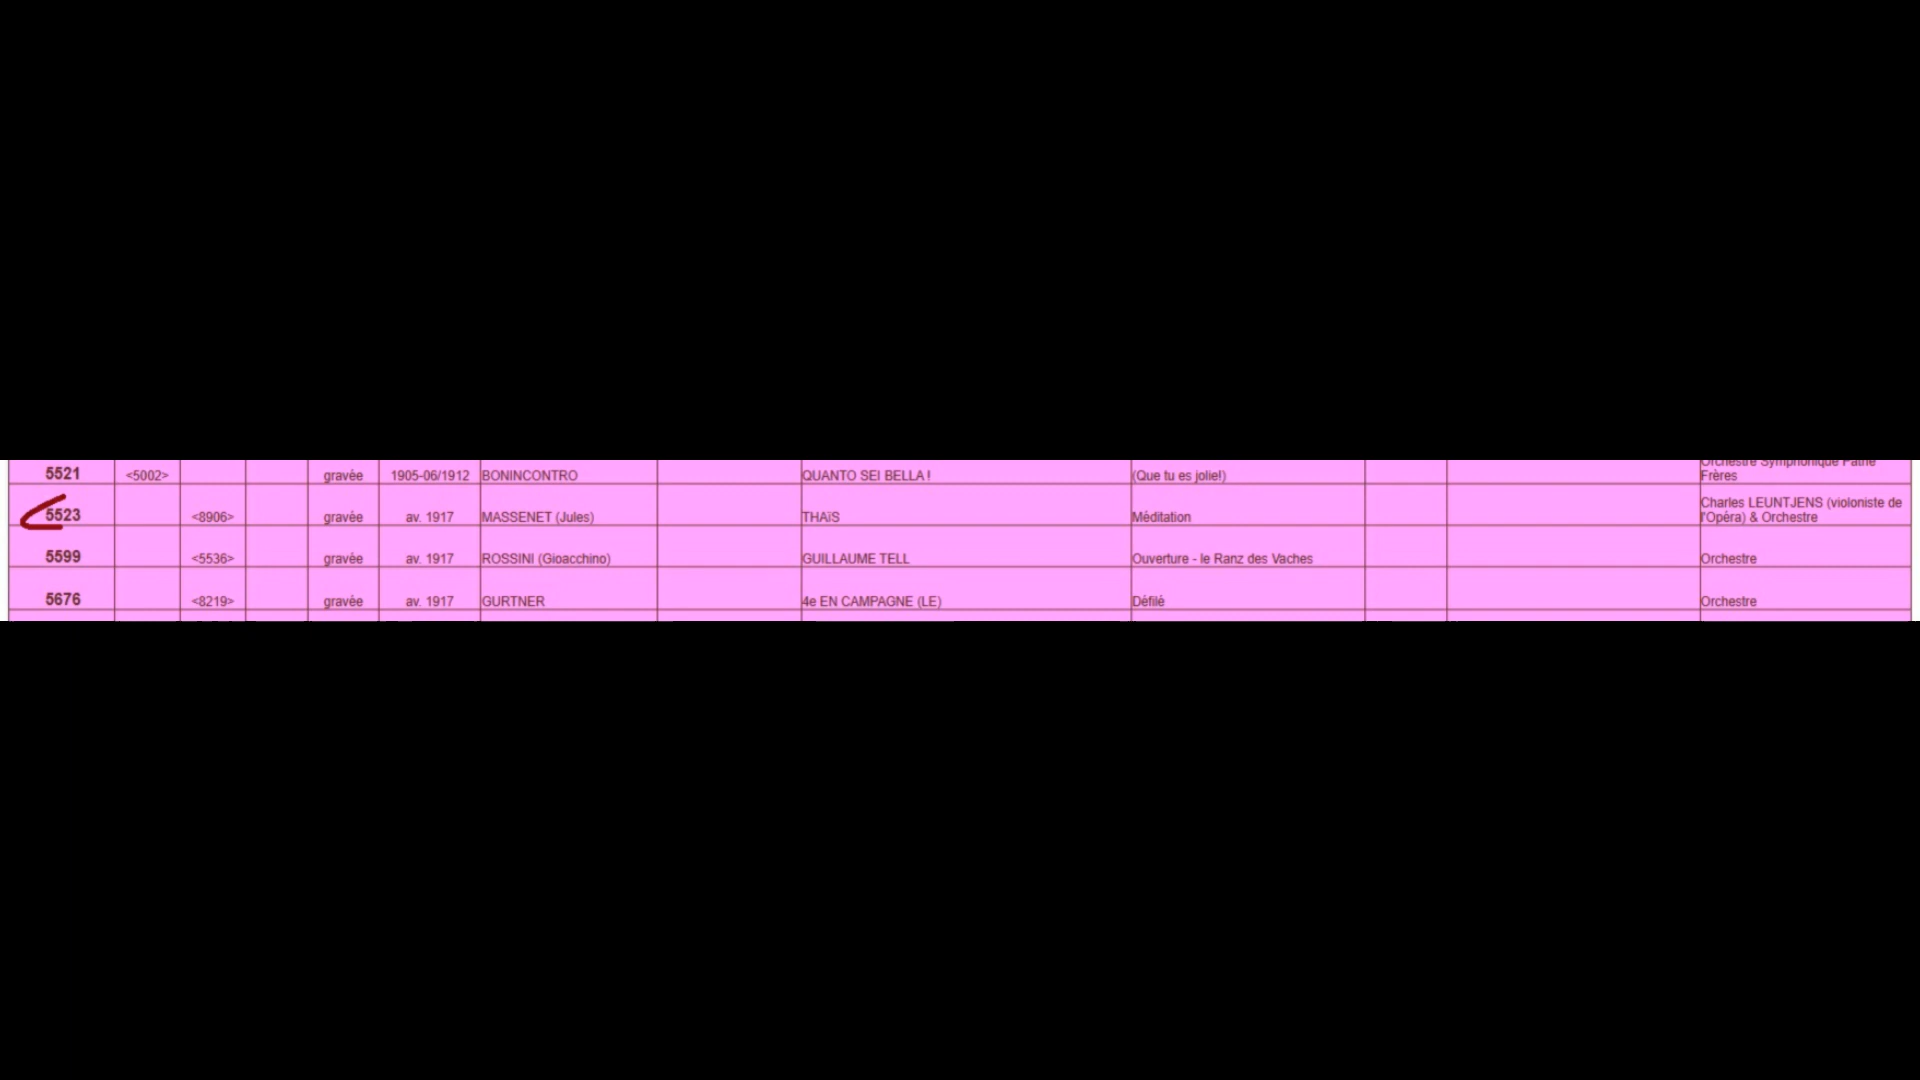 Orchestre Symphonique Pathé
5521 <5002> gravée 1905-06/1912 BONINCONTRO QUANTO SEI BELLA ! (Que tu es jolie!) Frères
Charles LEUNTJENS (violoniste de
5523 <8906> gravée av. 1917 MASSENET (Jules) THAïS Méditation l'Opéra) & Orchestre
5599 <5536> gravée av. 1917 ROSSINI (Gioacchino) GUILLAUME TELL Ouverture - le Ranz des Vaches Orchestre
5676 <8219> gravée av. 1917 GURTNER 4e EN CAMPAGNE (LE) Défilé Orchestre